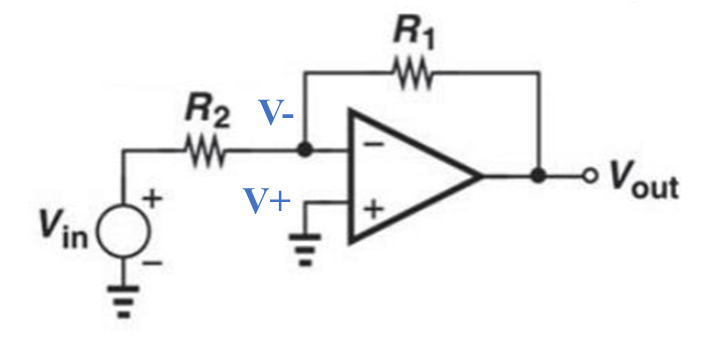 R1
R2
V-
V+
Vin
+
−
−
+
Vout